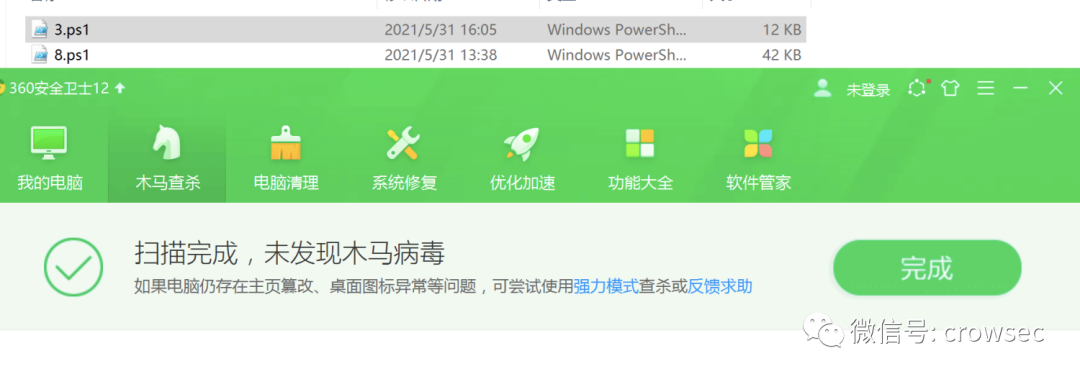 3.ps1 2021/5/31 16:05 Windows PowerSh... 12 KB
8.ps1 2021/5/31 13:38 Windows PowerSh... 42 KB
360安全卫士12 未登录
我的电脑 木马查杀 电脑清理 系统修复 优化加速 功能大全 软件管家
扫描完成，未发现木马病毒
如果电脑仍存在主页篡改、桌面图标异常等问题，可尝试使用强力模式查杀或反馈求助
完成
微信号: crowsec